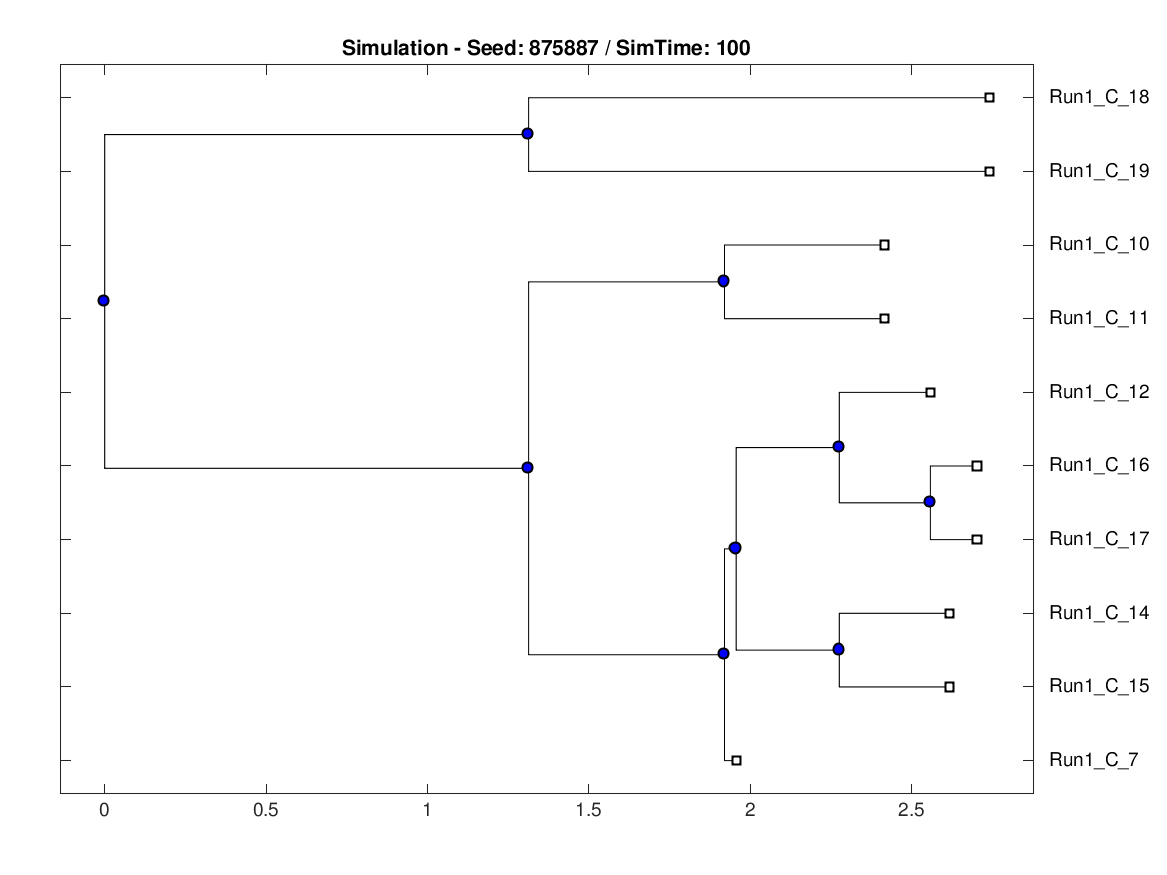 Simulation - Seed: 875887 / SimTime: 100
Run1_C_18
Run1_C_19
Run1_C_10
Run1_C_11
Run1_C_12
Run1_C_16
Run1_C_17
Run1_C_14
Run1_C_15
Run1_C_7
0 0.5 1 1.5 2 2.5